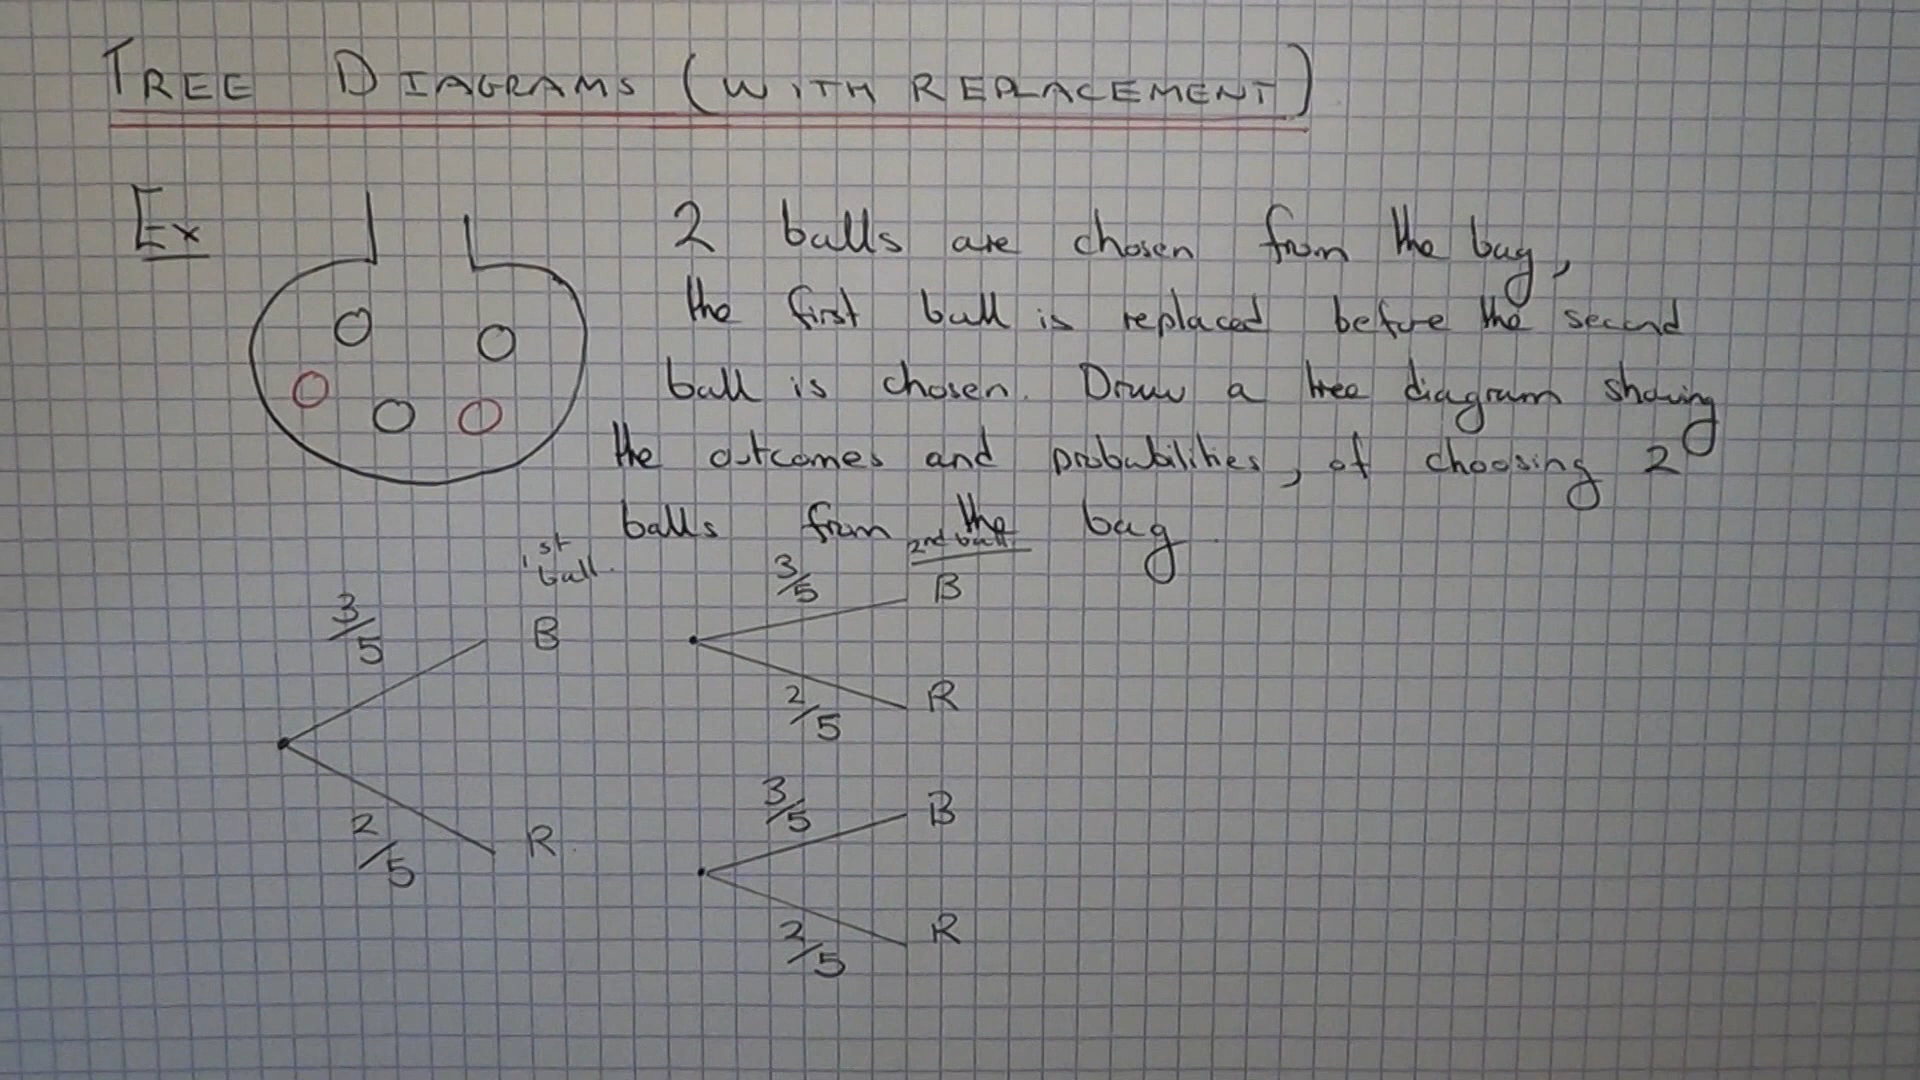 TREE DIAGRAMS (WITH REPLACEMENT)
Ex
2 balls are chosen from the bag,
the first ball is replaced before the second
ball is chosen. Draw a tree diagram showing
the outcomes and probabilities, of choosing 2
balls from the bag.
1st
ball.
2nd ball
3/5 B
2/5 R
3/5 B
2/5 R
3/5 B
2/5 R